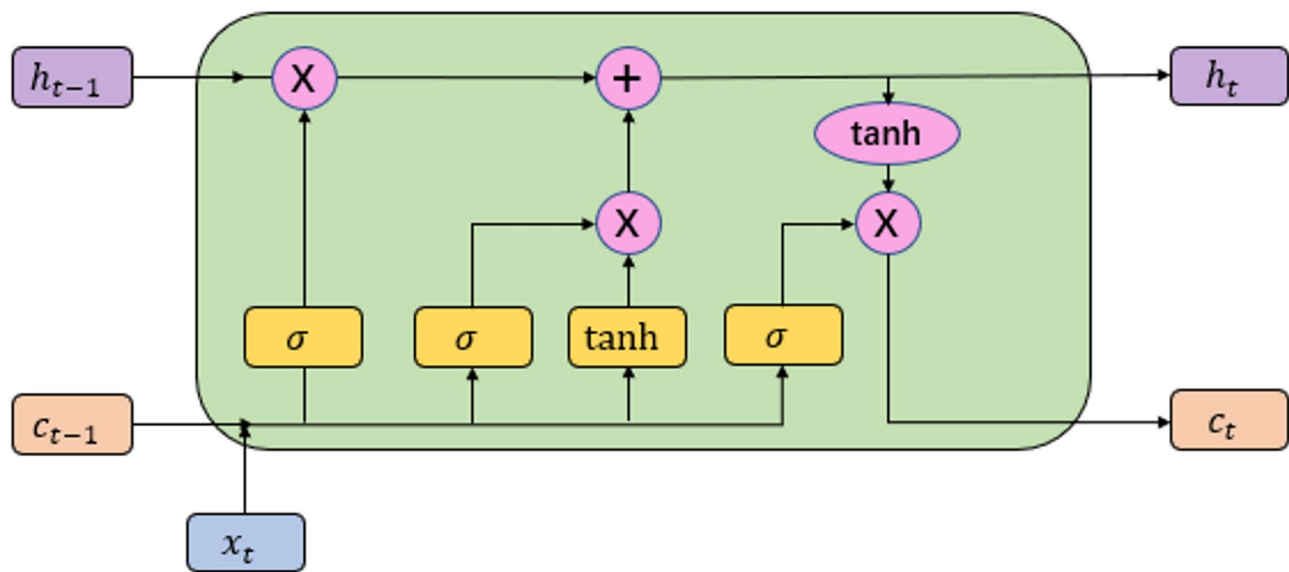 h_{t-1}
X
+
h_t
tanh
X
X
σ
σ
tanh
σ
c_{t-1}
c_t
x_t